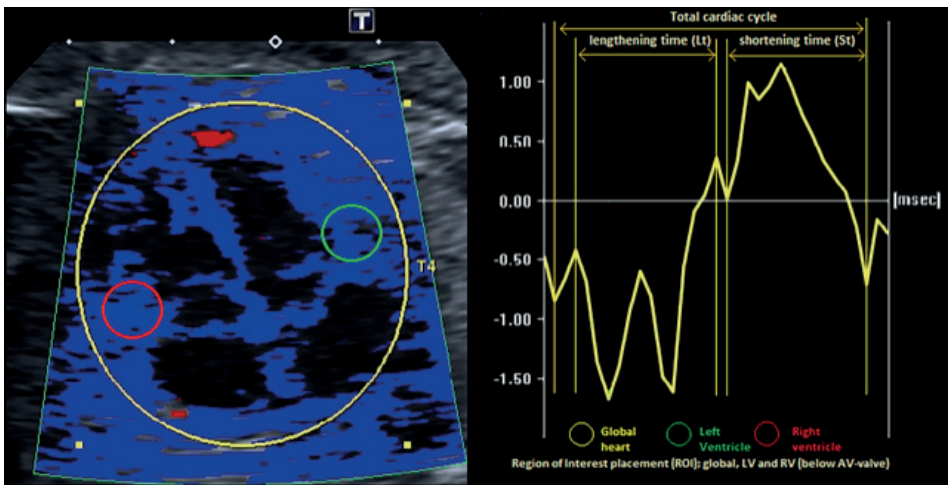 T
T4
Total cardiac cycle
lengthening time (Lt)
shortening time (St)
1.00
0.50
0.00
-0.50
-1.00
-1.50
[msec]
Global heart
Left Ventricle
Right ventricle
Region of Interest placement (ROI); global, LV and RV (below AV-valve)